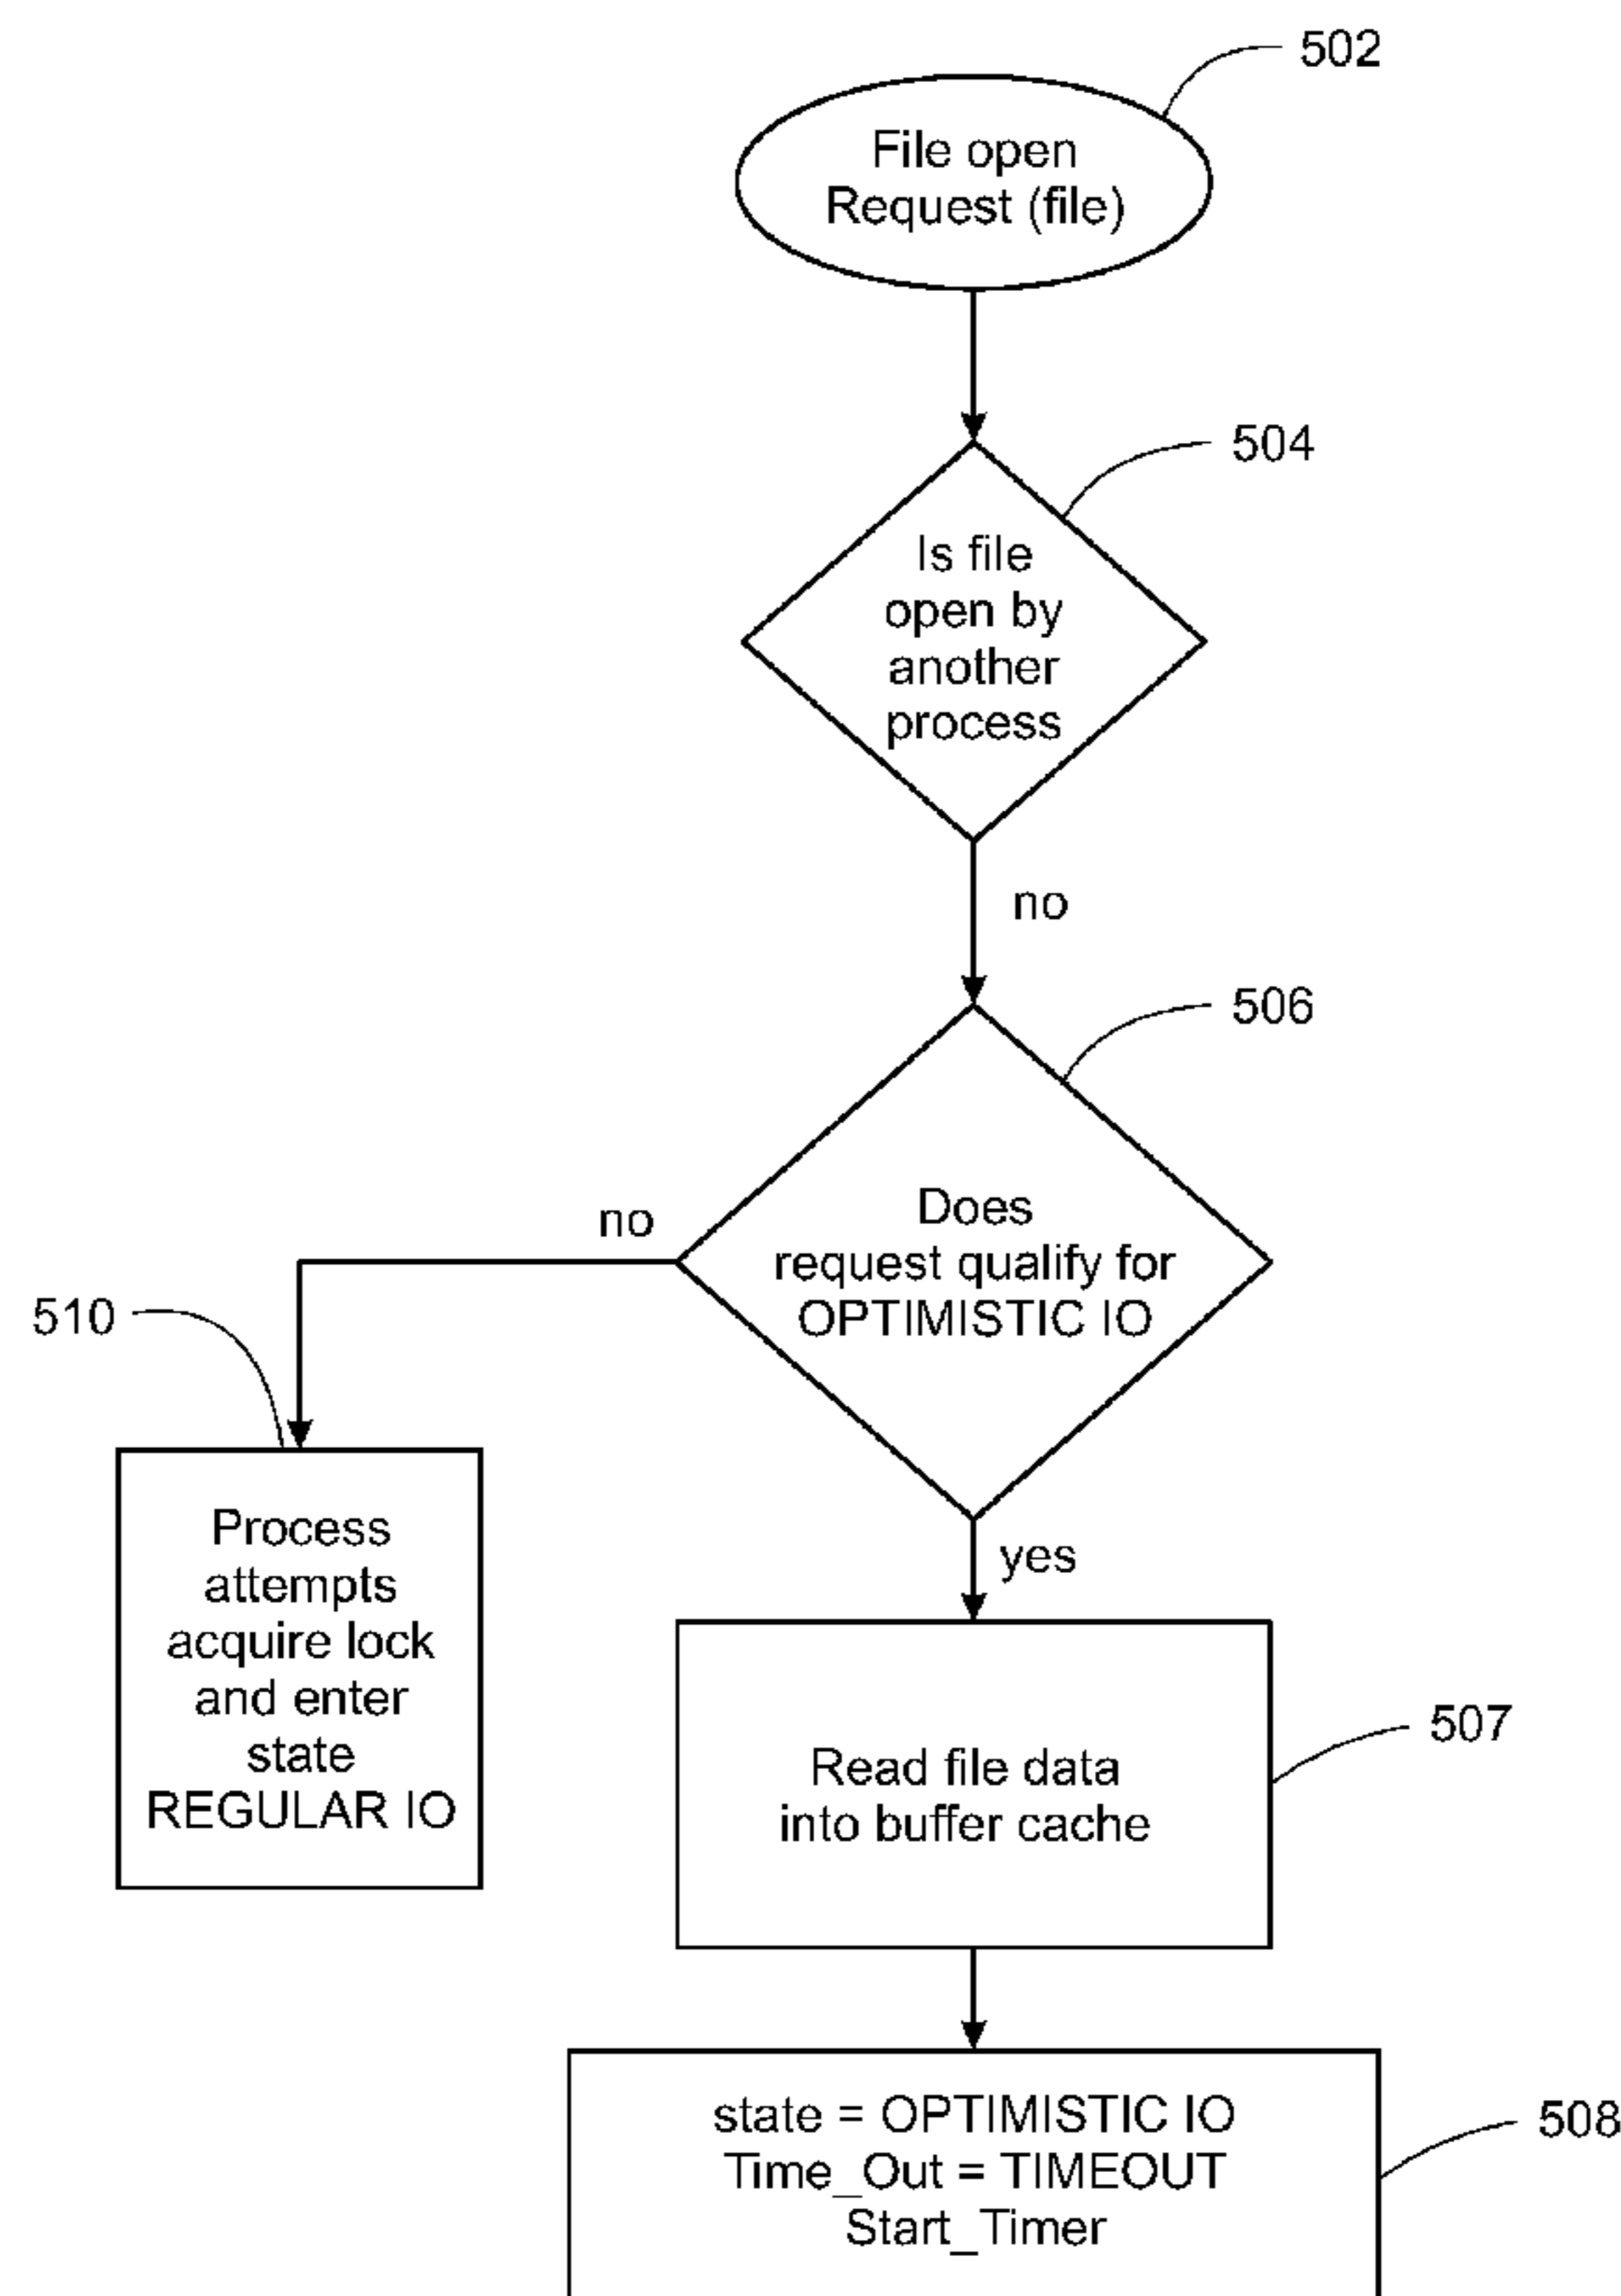 502
File open
Request (file)
504
Is file
open by
another
process
no
506
Does
request qualify for
OPTIMISTIC IO
no
510
Process
attempts
acquire lock
and enter
state
REGULAR IO
yes
507
Read file data
into buffer cache
508
state = OPTIMISTIC IO
Time_Out = TIMEOUT
Start_Timer